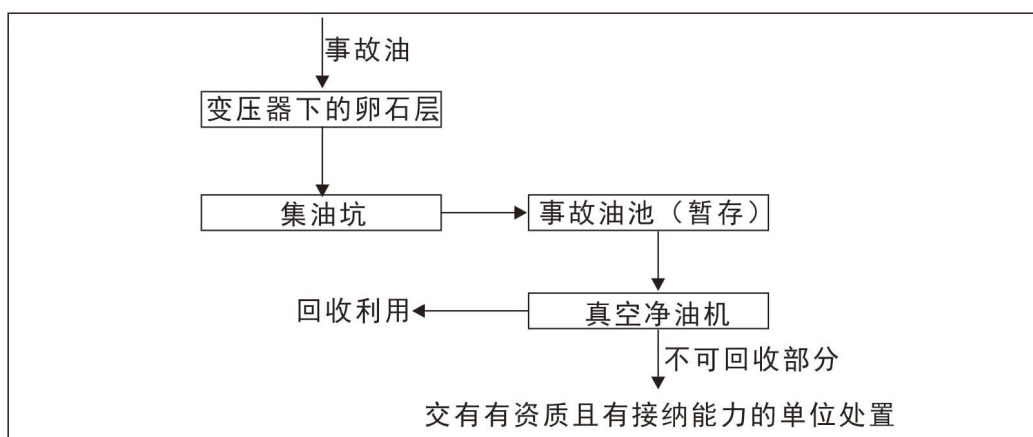 事故油
变压器下的卵石层
集油坑
事故油池（暂存）
回收利用
真空净油机
不可回收部分
交有有资质且有接纳能力的单位处置